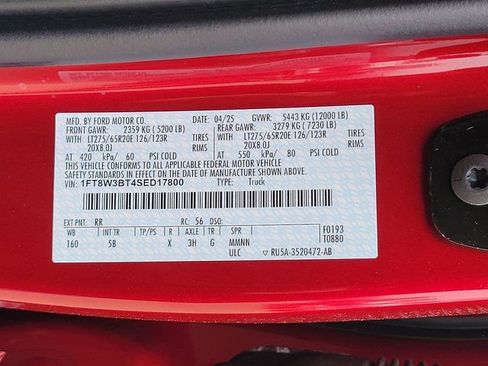 MFD. BY FORD MOTOR CO. 04/25 GVWR: 5443 KG (12000 LB)
FRONT GAWR: 2359 KG (5200 LB) REAR GAWR: 3279 KG (7230 LB)
LT275/65R20E 126/123R TIRES LT275/65R20E 126/123R TIRES
20X8.0J RIMS 20X8.0J RIMS
AT 420 kPa/ 60 PSI COLD AT 550 kPa/ 80 PSI COLD
THIS VEHICLE CONFORMS TO ALL APPLICABLE FEDERAL MOTOR VEHICLE
SAFETY STANDARDS IN EFFECT ON THE DATE OF MANUFACTURE SHOWN ABOVE.
VIN: 1FT8W3BT4SED17800 TYPE: Truck
EXT PNT: RR RC: 56 DSO: F0193
WB INT TR TP/PS R AXLE TR SPR T0880
160 5B X 3H G MMNN
ULC ▽ RU5A-3520472-AB